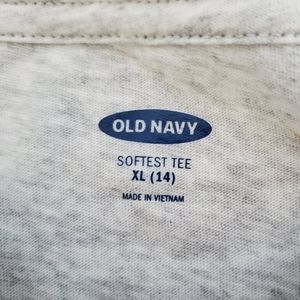 OLD NAVY
SOFTEST TEE
XL (14)
MADE IN VIETNAM